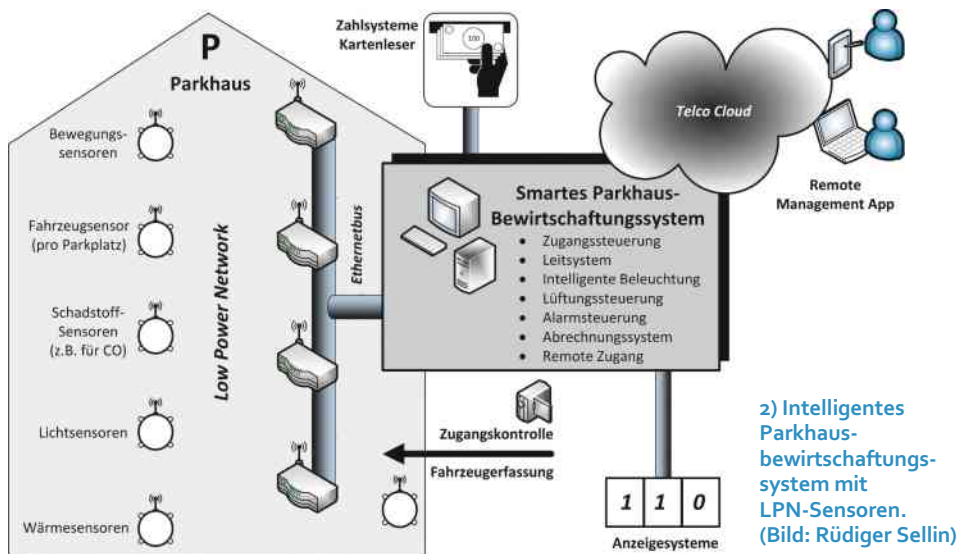 P
Parkhaus
Bewegungs-
sensoren
Fahrzeugsensor
(pro Parkplatz)
Schadstoff-
Sensoren
(z.B. für CO)
Lichtsensoren
Wärmesensoren
Low Power Network
Ethernetbus
Zahlsysteme
Kartenleser
100
Telco Cloud
Remote
Management App
Smartes Parkhaus-
Bewirtschaftungssystem
• Zugangssteuerung
• Leitsystem
• Intelligente Beleuchtung
• Lüftungssteuerung
• Alarmsteuerung
• Abrechnungssystem
• Remote Zugang
Zugangskontrolle
Fahrzeugerfassung
1 1 0
Anzeigesysteme
2) Intelligentes
Parkhaus-
bewirtschaftungs-
system mit
LPN-Sensoren.
(Bild: Rüdiger Sellin)